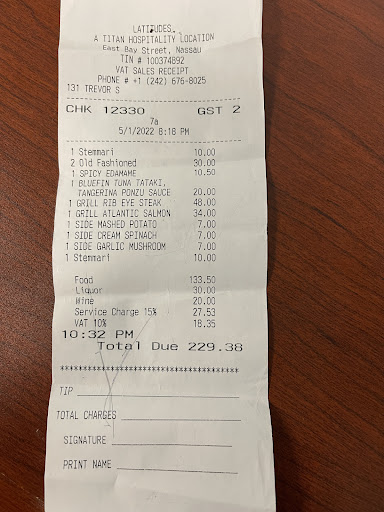 LATITUDES.
A TITAN HOSPITALITY LOCATION
East Bay Street, Nassau
TIN # 100374892
VAT SALES RECEIPT
PHONE # +1 (242) 676-8025
131 TREVOR S
CHK 12330 GST 2
7a
5/1/2022 8:18 PM
1 Stemmari 10.00
2 Old Fashioned 30.00
1 SPICY EDAMAME 10.50
1 BLUEFIN TUNA TATAKI,
TANGERINA PONZU SAUCE 20.00
1 GRILL RIB EYE STEAK 48.00
1 GRILL ATLANTIC SALMON 34.00
1 SIDE MASHED POTATO 7.00
1 SIDE CREAM SPINACH 7.00
1 SIDE GARLIC MUSHROOM 7.00
1 Stemmari 10.00
Food 133.50
Liquor 30.00
Wine 20.00
Service Charge 15% 27.53
VAT 10% 18.35
10:32 PM
Total Due 229.38
****************************************
TIP
TOTAL CHARGES
SIGNATURE
PRINT NAME